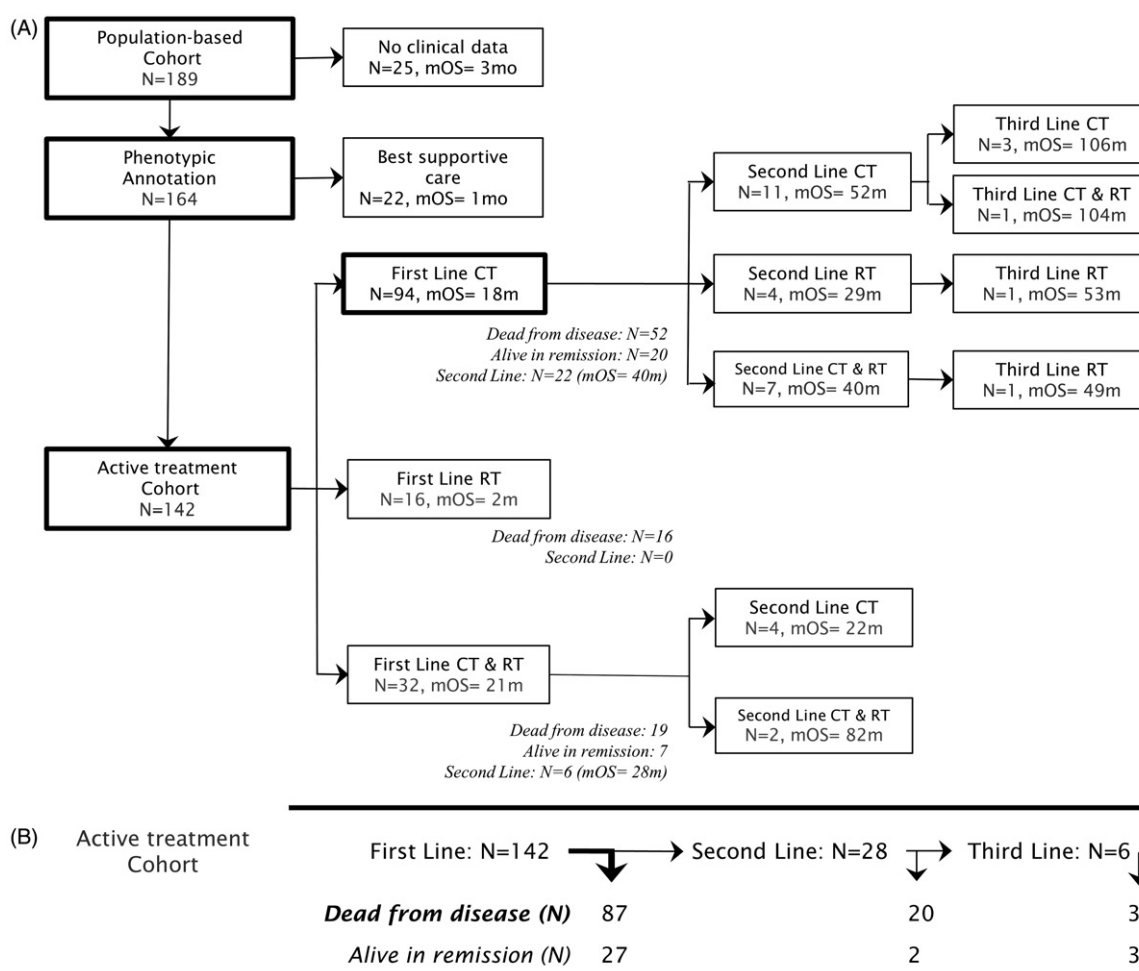 (A)
Population-based
Cohort
N=189
No clinical data
N=25, mOS= 3mo
Phenotypic
Annotation
N=164
Best supportive
care
N=22, mOS= 1mo
First Line CT
N=94, mOS= 18m
Dead from disease: N=52
Alive in remission: N=20
Second Line: N=22 (mOS= 40m)
Second Line CT
N=11, mOS= 52m
Third Line CT
N=3, mOS= 106m
Third Line CT & RT
N=1, mOS= 104m
Second Line RT
N=4, mOS= 29m
Third Line RT
N=1, mOS= 53m
Second Line CT & RT
N=7, mOS= 40m
Third Line RT
N=1, mOS= 49m
Active treatment
Cohort
N=142
First Line RT
N=16, mOS= 2m
Dead from disease: N=16
Second Line: N=0
First Line CT & RT
N=32, mOS= 21m
Dead from disease: 19
Alive in remission: 7
Second Line: N=6 (mOS= 28m)
Second Line CT
N=4, mOS= 22m
Second Line CT & RT
N=2, mOS= 82m
(B)
Active treatment
Cohort
First Line: N=142 Second Line: N=28 Third Line: N=6
Dead from disease (N) 87 20 3
Alive in remission (N) 27 2 3